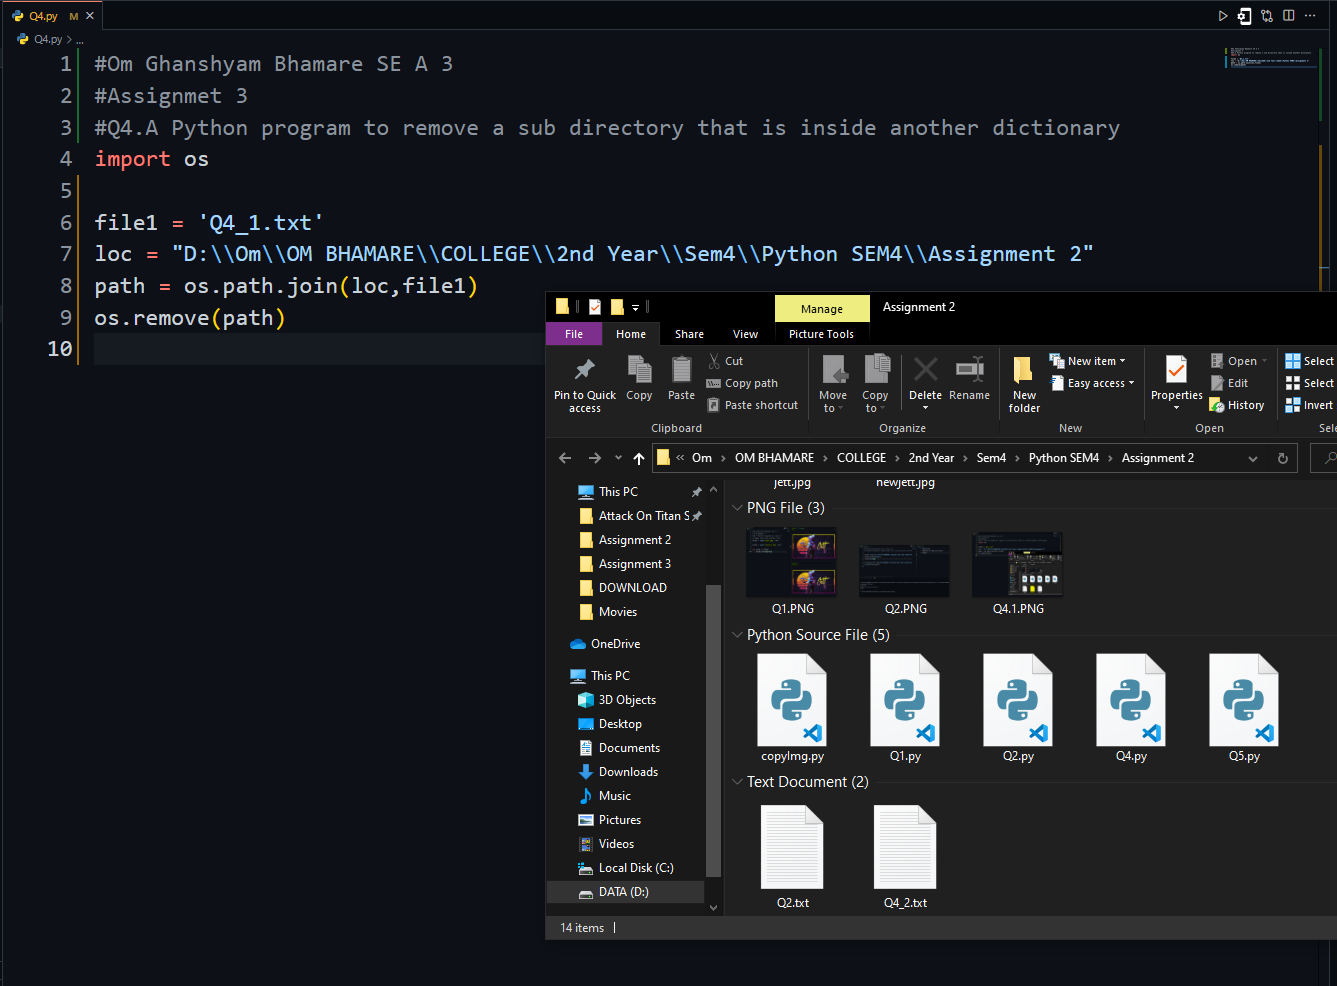 Q4.py M
Q4.py > ...
1 #Om Ghanshyam Bhamare SE A 3
2 #Assignmet 3
3 #Q4.A Python program to remove a sub directory that is inside another dictionary
4 import os
5
6 file1 = 'Q4_1.txt'
7 loc = "D:\\Om\\OM BHAMARE\\COLLEGE\\2nd Year\\Sem4\\Python SEM4\\Assignment 2"
8 path = os.path.join(loc,file1)
9 os.remove(path)
10
Manage Assignment 2
File Home Share View Picture Tools
Pin to Quick access
Copy
Paste
Cut
Copy path
Paste shortcut
Clipboard
Move to
Copy to
Delete
Rename
Organize
New folder
New item
Easy access
New
Properties
Open
Edit
History
Open
Select
Select
Invert
Sele
« Om > OM BHAMARE > COLLEGE > 2nd Year > Sem4 > Python SEM4 > Assignment 2
This PC
Attack On Titan S
Assignment 2
Assignment 3
DOWNLOAD
Movies
OneDrive
This PC
3D Objects
Desktop
Documents
Downloads
Music
Pictures
Videos
Local Disk (C:)
DATA (D:)
jett.jpg newjett.jpg
PNG File (3)
Q1.PNG Q2.PNG Q4.1.PNG
Python Source File (5)
copyImg.py Q1.py Q2.py Q4.py Q5.py
Text Document (2)
Q2.txt Q4_2.txt
14 items